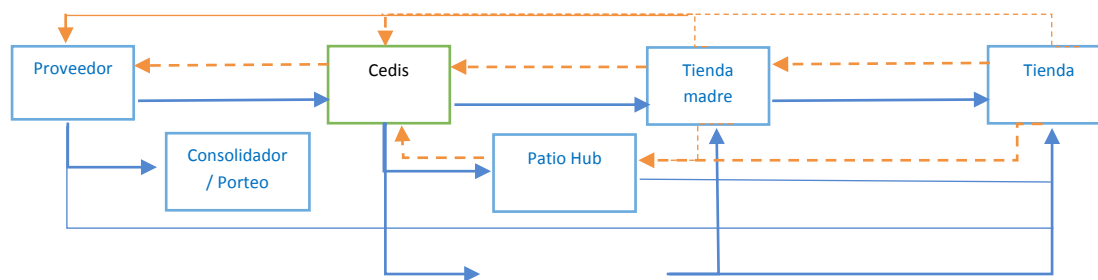 Proveedor
Cedis
Tienda
madre
Tienda
Consolidador
/ Porteo
Patio Hub